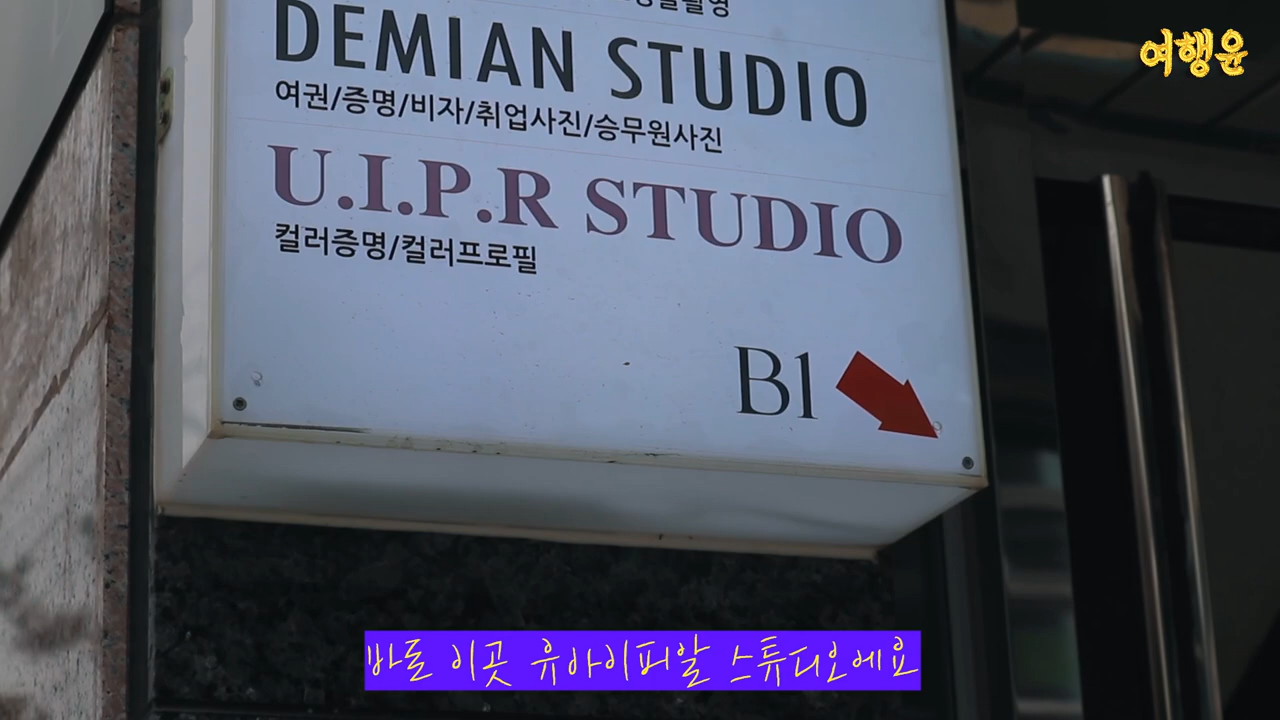 여행윤
DEMIAN STUDIO
여권/증명/비자/취업사진/승무원사진
U.I.P.R STUDIO
컬러증명/컬러프로필
B1
바로 이곳 유아이피알 스튜디오에요